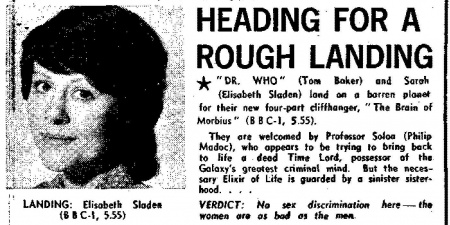 HEADING FOR A
ROUGH LANDING
★ "DR. WHO" (Tom Baker) and Sarah
(Elisabeth Sladen) land on a barren planet
for their new four-part cliffhanger, "The Brain of
Morbius" (BBC-1, 5.55).
They are welcomed by Professor Solon (Philip
Madoc), who appears to be trying to bring back
to life a dead Time Lord, possessor of the
Galaxy's greatest criminal mind. But the neces-
sary Elixir of Life is guarded by a sinister sister-
hood. . . .
VERDICT: No sex discrimination here — the
women are as bad as the men.
LANDING: Elisabeth Sladen
(BBC-1, 5.55)